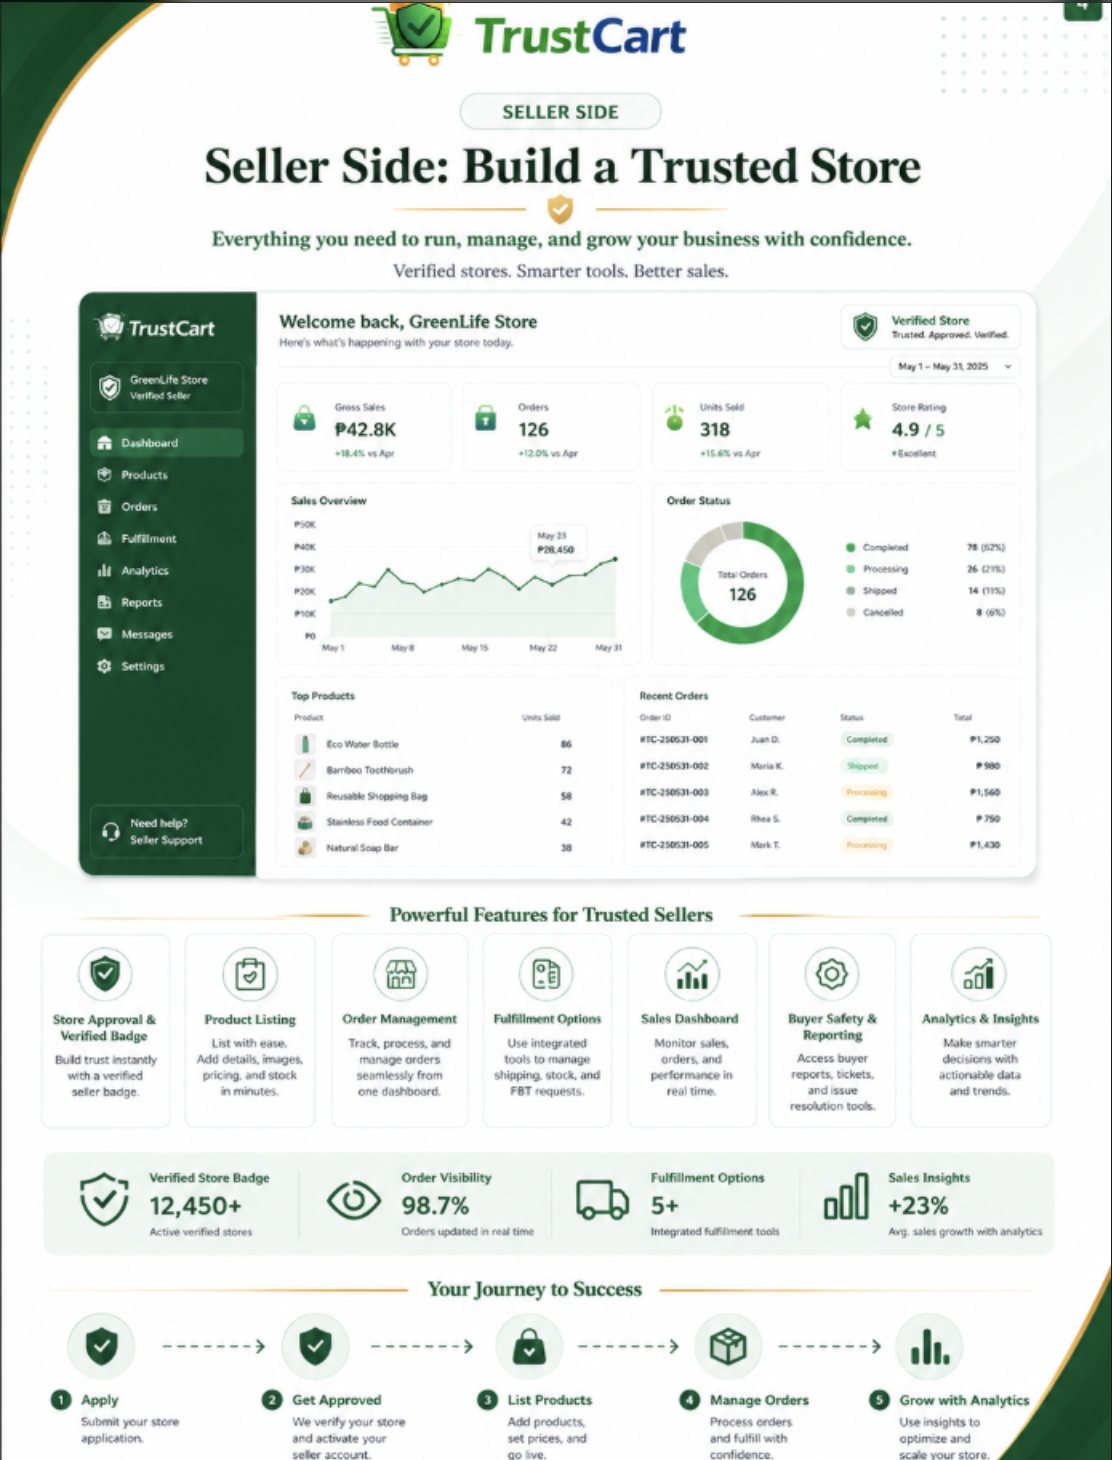 4
TrustCart
SELLER SIDE
Seller Side: Build a Trusted Store
Everything you need to run, manage, and grow your business with confidence.
Verified stores. Smarter tools. Better sales.
TrustCart
GreenLife Store
Verified Seller
Dashboard
Products
Orders
Fulfillment
Analytics
Reports
Messages
Settings
Need help?
Seller Support
Welcome back, GreenLife Store
Here's what's happening with your store today.
Verified Store
Trusted. Approved. Verified.
May 1 – May 31, 2025
Gross Sales
₱42.8K
+18.4% vs Apr
Orders
126
+12.0% vs Apr
Units Sold
318
+15.6% vs Apr
Store Rating
4.9 / 5
Excellent
Sales Overview
₱50K
₱40K
₱30K
₱20K
₱10K
₱0
May 23
₱28,450
May 1 May 8 May 15 May 22 May 31
Order Status
Total Orders
126
Completed 78 (62%)
Processing 26 (21%)
Shipped 14 (11%)
Cancelled 8 (6%)
Top Products
Product Units Sold
Eco Water Bottle 86
Bamboo Toothbrush 72
Reusable Shopping Bag 58
Stainless Food Container 42
Natural Soap Bar 38
Recent Orders
Order ID Customer Status Total
#TC-250531-001 Juan D. Completed ₱1,250
#TC-250531-002 Maria K. Shipped ₱980
#TC-250531-003 Alex R. Processing ₱1,560
#TC-250531-004 Rhea S. Completed ₱750
#TC-250531-005 Mark T. Processing ₱1,430
Powerful Features for Trusted Sellers
Store Approval &
Verified Badge
Build trust instantly
with a verified
seller badge.
Product Listing
List with ease.
Add details, images,
pricing, and stock
in minutes.
Order Management
Track, process, and
manage orders
seamlessly from
one dashboard.
Fulfillment Options
Use integrated
tools to manage
shipping, stock, and
FBT requests.
Sales Dashboard
Monitor sales,
orders, and
performance in
real time.
Buyer Safety &
Reporting
Access buyer
reports, tickets,
and issue
resolution tools.
Analytics & Insights
Make smarter
decisions with
actionable data
and trends.
Verified Store Badge
12,450+
Active verified stores
Order Visibility
98.7%
Orders updated in real time
Fulfillment Options
5+
Integrated fulfillment tools
Sales Insights
+23%
Avg. sales growth with analytics
Your Journey to Success
1 Apply
Submit your store
application.
2 Get Approved
We verify your store
and activate your
seller account.
3 List Products
Add products,
set prices, and
go live.
4 Manage Orders
Process orders
and fulfill with
confidence.
5 Grow with Analytics
Use insights to
optimize and
scale your store.